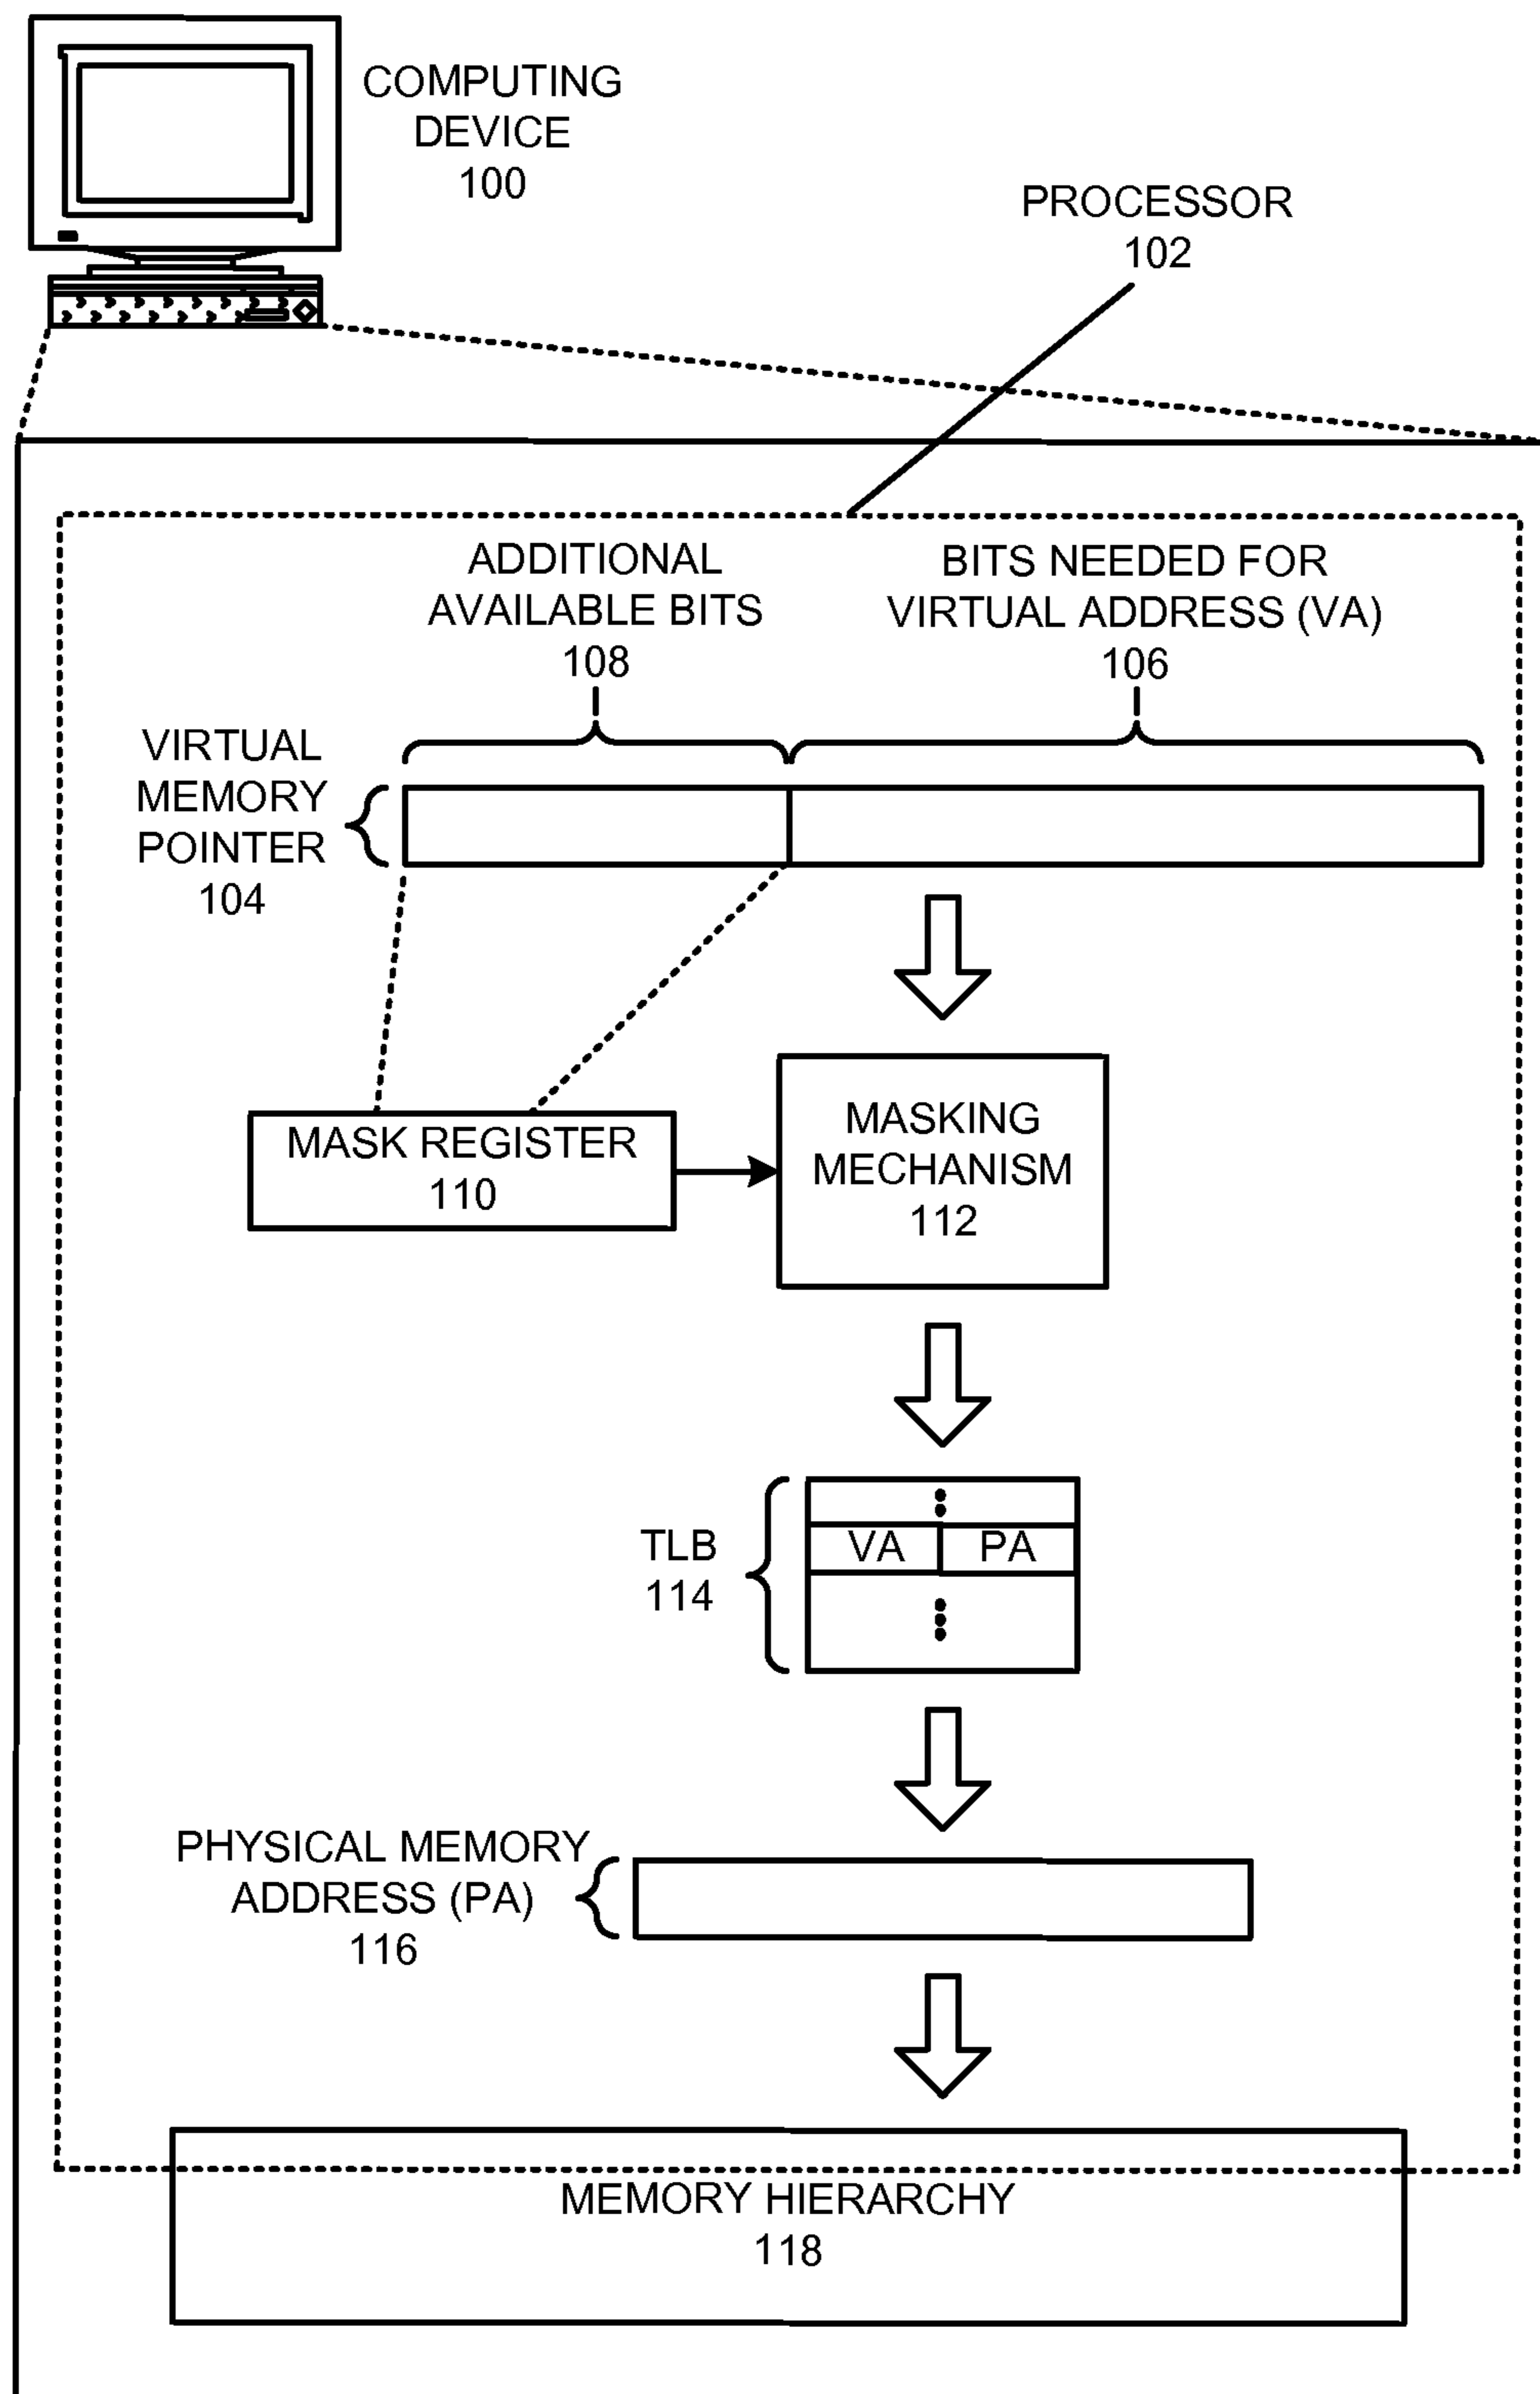 COMPUTING
DEVICE
100
PROCESSOR
102
ADDITIONAL
AVAILABLE BITS
108
BITS NEEDED FOR
VIRTUAL ADDRESS (VA)
106
VIRTUAL
MEMORY
POINTER
104
MASK REGISTER
110
MASKING
MECHANISM
112
TLB
114
VA
PA
PHYSICAL MEMORY
ADDRESS (PA)
116
MEMORY HIERARCHY
118